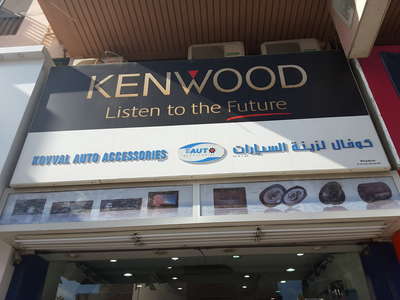 KENWOOD
Listen to the Future
KOVVAL AUTO ACCESSORIES
AUTO
كوفال لزينة السيارات